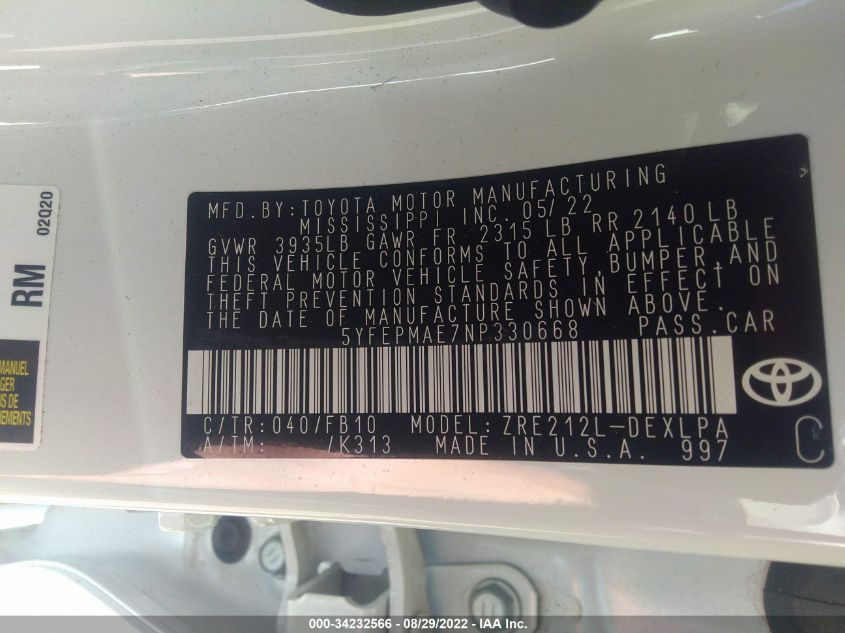 02Q20
RM
MANUEL
GER
S DE
NEMENTS
MFD.BY:TOYOTA MOTOR MANUFACTURING
MISSISSIPPI INC. 05/22
GVWR 3935LB GAWR FR 2315 LB RR 2140 LB
THIS VEHICLE CONFORMS TO ALL APPLICABLE
FEDERAL MOTOR VEHICLE SAFETY,BUMPER,AND
THEFT PREVENTION STANDARDS IN EFFECT ON
THE DATE OF MANUFACTURE SHOWN ABOVE.
5YFEPMAE7NP330668 PASS.CAR
C/TR:040/FB10 MODEL:ZRE212L-DEXLPA
A/TM: /K313 MADE IN U.S.A. 997
C
000-34232566 - 08/29/2022 - IAA Inc.